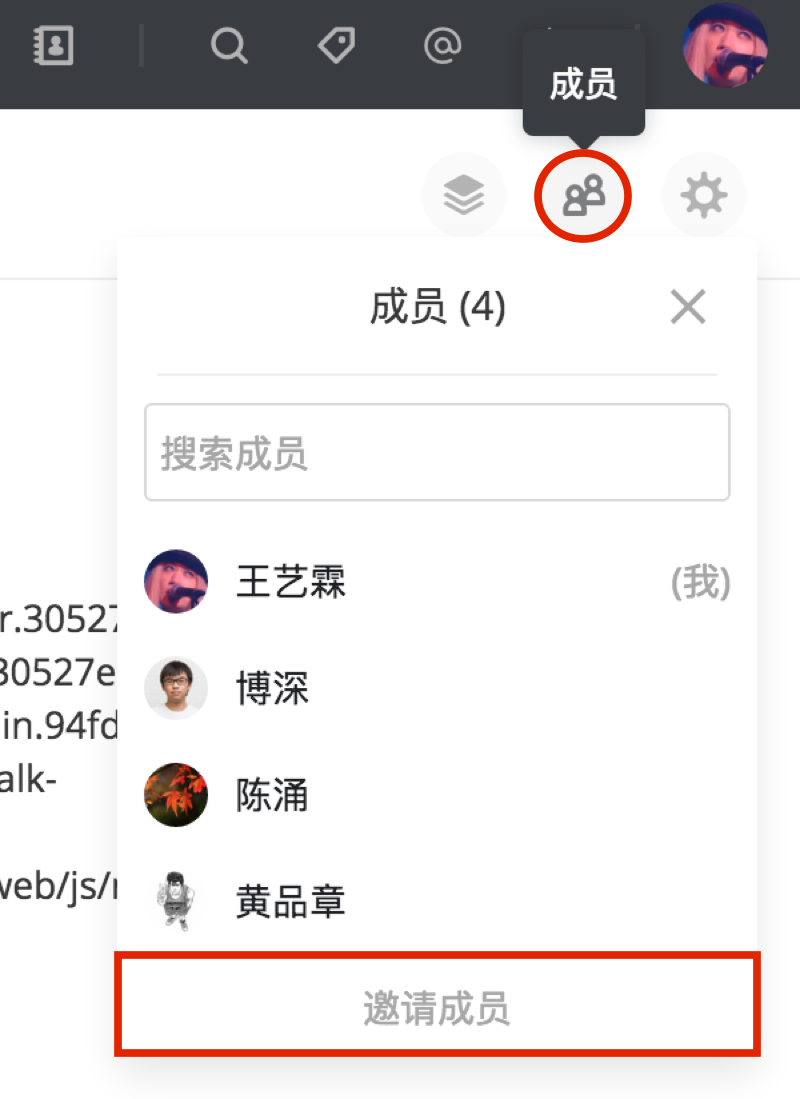 成员
成员 (4)
搜索成员
王艺霖
(我)
r.30527
30527e
in.94fd
博深
alk-
陈涌
web/js/
黄品章
邀请成员